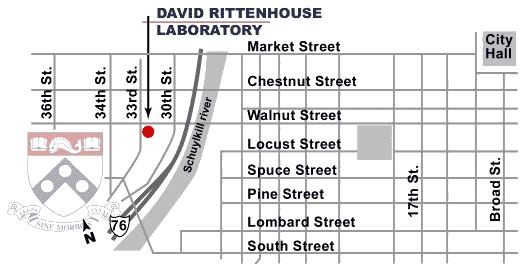 DAVID RITTENHOUSE
LABORATORY
Market Street
City
Hall
36th St.
34th St.
33rd St.
30th St.
Chestnut Street
Schuylkill river
Walnut Street
Locust Street
Spuce Street
17th St.
Broad St.
Pine Street
76
N
SINE MORIB
Lombard Street
South Street